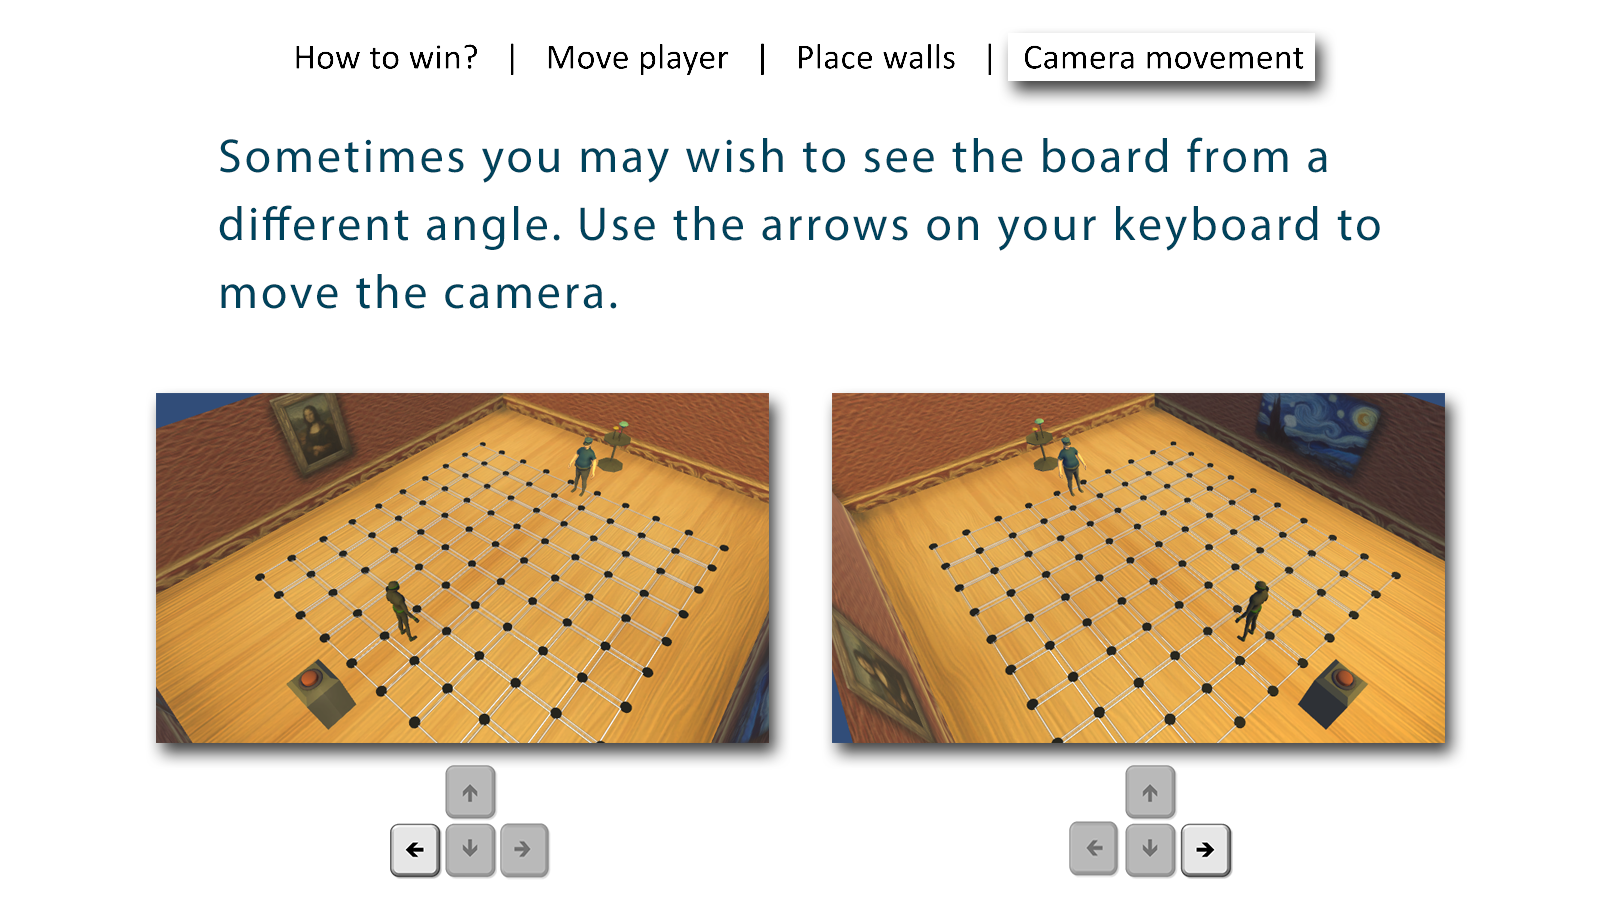 How to win? | Move player | Place walls | Camera movement
Sometimes you may wish to see the board from a
different angle. Use the arrows on your keyboard to
move the camera.